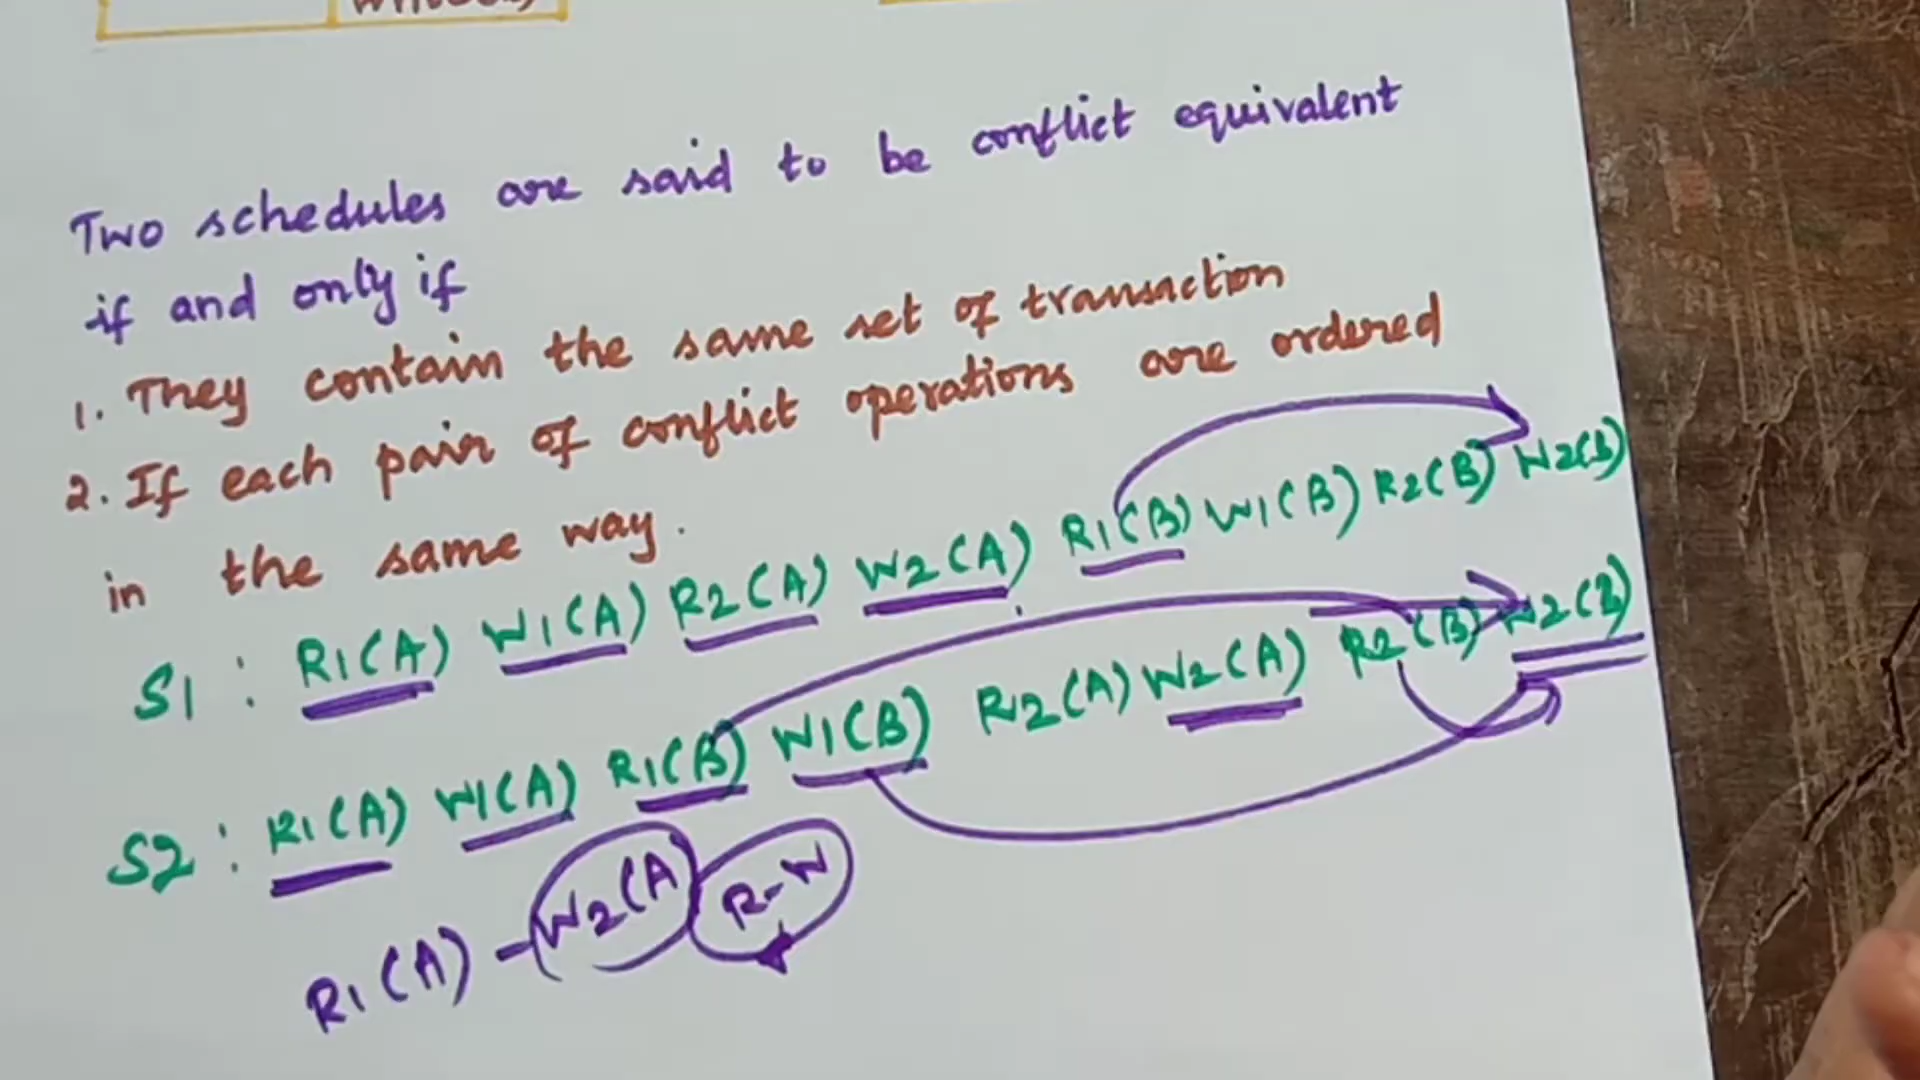 Two schedules are said to be conflict equivalent
if and only if
1. They contain the same set of transaction
2. If each pair of conflict operations are ordered
in the same way.
S1 : R1(A) W1(A) R2(A) W2(A) R1(B) W1(B) R2(B) W2(B)
S2 : R1(A) W1(A) R1(B) W1(B) R2(A) W2(A) R2(B) W2(B)
R1(A) - W2(A) R-W